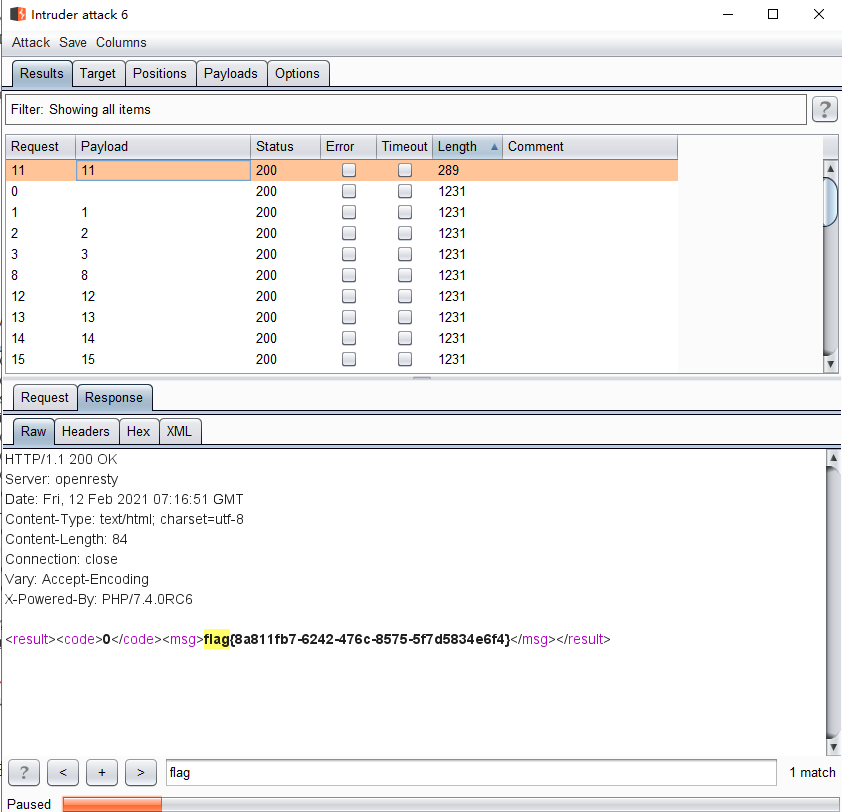 Intruder attack 6
Attack Save Columns
Results Target Positions Payloads Options
Filter: Showing all items ?
Request Payload Status Error Timeout Length Comment
11 11 200 289
0 200 1231
1 1 200 1231
2 2 200 1231
3 3 200 1231
8 8 200 1231
12 12 200 1231
13 13 200 1231
14 14 200 1231
15 15 200 1231
Request Response
Raw Headers Hex XML
HTTP/1.1 200 OK
Server: openresty
Date: Fri, 12 Feb 2021 07:16:51 GMT
Content-Type: text/html; charset=utf-8
Content-Length: 84
Connection: close
Vary: Accept-Encoding
X-Powered-By: PHP/7.4.0RC6
<result><code>0</code><msg>flag{8a811fb7-6242-476c-8575-5f7d5834e6f4}</msg></result>
? < + > flag 1 match
Paused